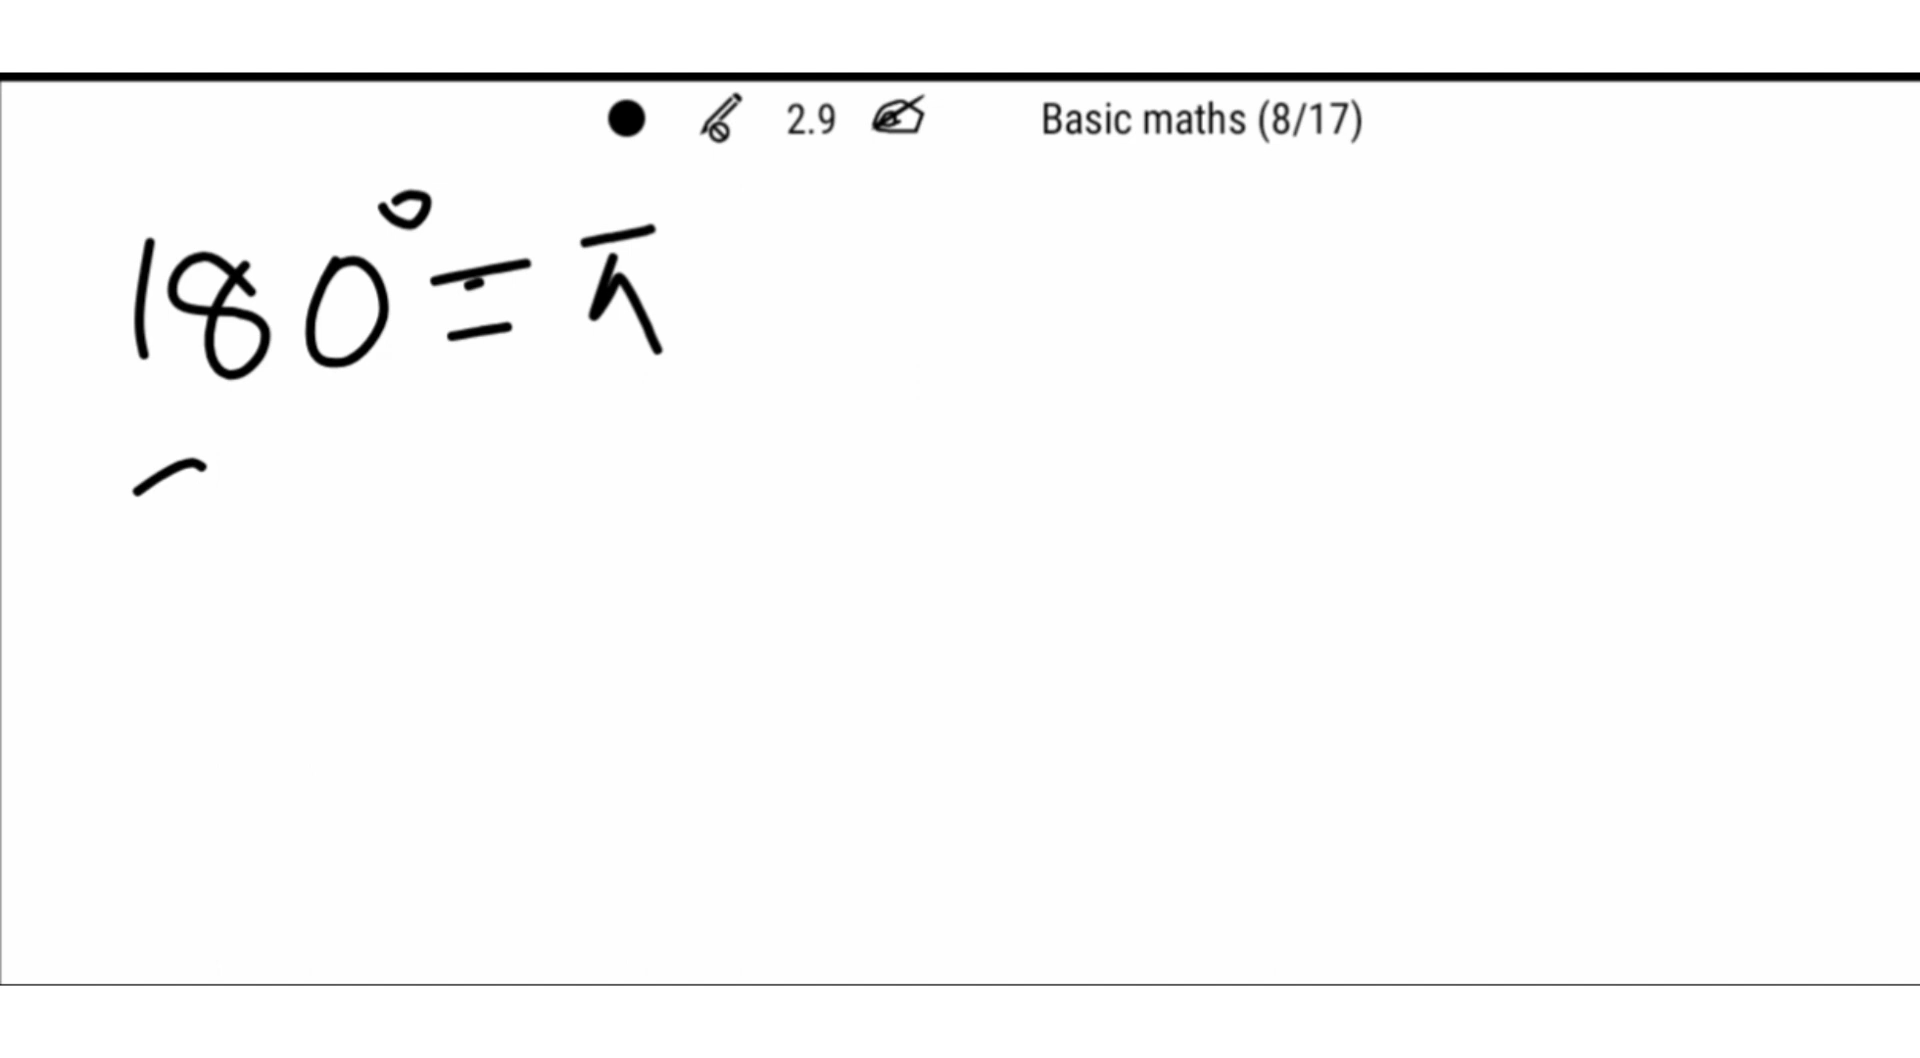 2.9 Basic maths (8/17)
180° = π